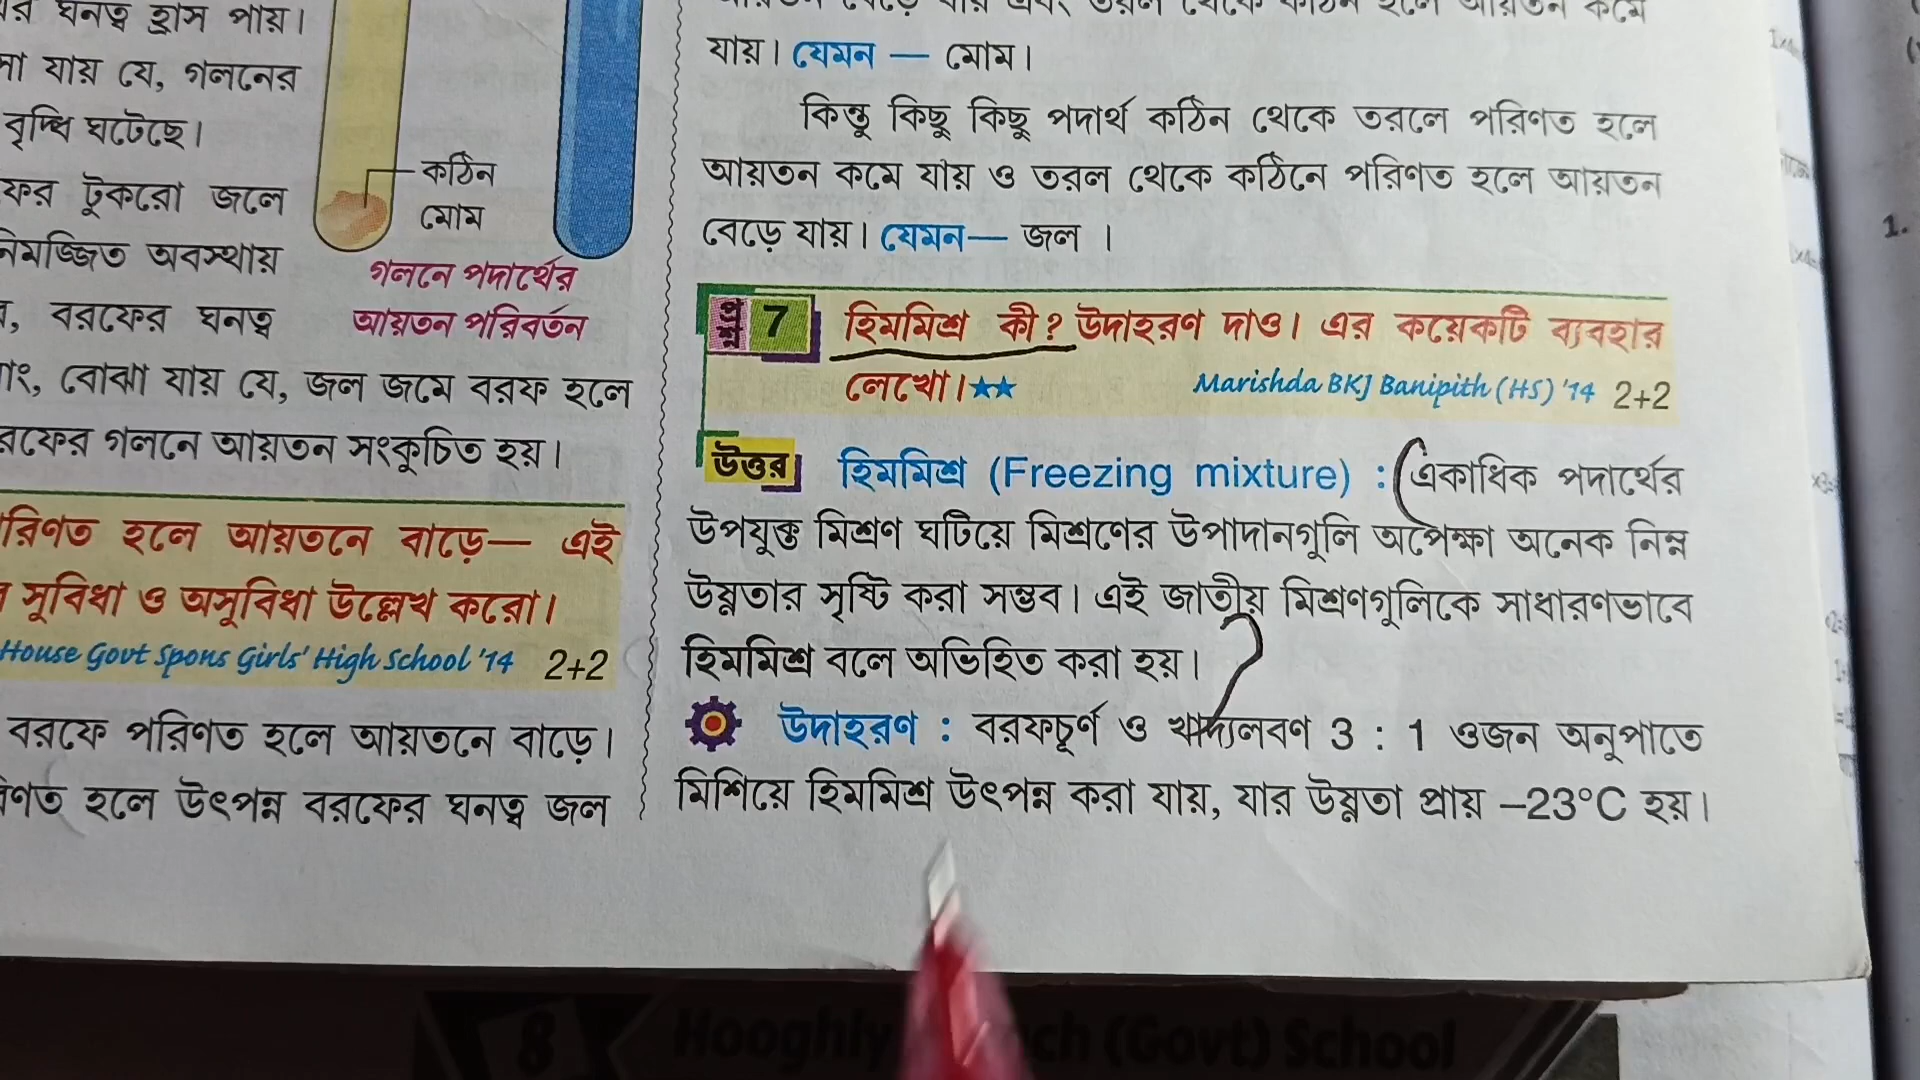 ঘনত্ব হ্রাস পায়।
যায় যে, গলনের
বৃদ্ধি ঘটেছে।
টুকরো জলে
নিমজ্জিত অবস্থায়
বরফের ঘনত্ব
বোঝা যায় যে, জল জমে বরফ হলে
গলনে আয়তন সংকুচিত হয়।
কঠিন
মোম
গলনে পদার্থের
আয়তন পরিবর্তন
হলে আয়তনে বাড়ে— এই
সুবিধা ও অসুবিধা উল্লেখ করো।
House Govt Spons Girls' High School '14 2+2
বরফে পরিণত হলে আয়তনে বাড়ে।
হলে উৎপন্ন বরফের ঘনত্ব জল
যায়। যেমন — মোম।
কিন্তু কিছু কিছু পদার্থ কঠিন থেকে তরলে পরিণত হলে
আয়তন কমে যায় ও তরল থেকে কঠিনে পরিণত হলে আয়তন
বেড়ে যায়। যেমন— জল ।
প্রশ্ন 7 হিমমিশ্র কী? উদাহরণ দাও। এর কয়েকটি ব্যবহার
লেখো।★★ Marishda BKJ Banipith (HS) '14 2+2
উত্তর হিমমিশ্র (Freezing mixture) : একাধিক পদার্থের
উপযুক্ত মিশ্রণ ঘটিয়ে মিশ্রণের উপাদানগুলি অপেক্ষা অনেক নিম্ন
উষ্ণতার সৃষ্টি করা সম্ভব। এই জাতীয় মিশ্রণগুলিকে সাধারণভাবে
হিমমিশ্র বলে অভিহিত করা হয়।
উদাহরণ : বরফচূর্ণ ও খাদ্যলবণ 3 : 1 ওজন অনুপাতে
মিশিয়ে হিমমিশ্র উৎপন্ন করা যায়, যার উষ্ণতা প্রায় –23°C হয়।
8 Hooghly (Govt) School
1.